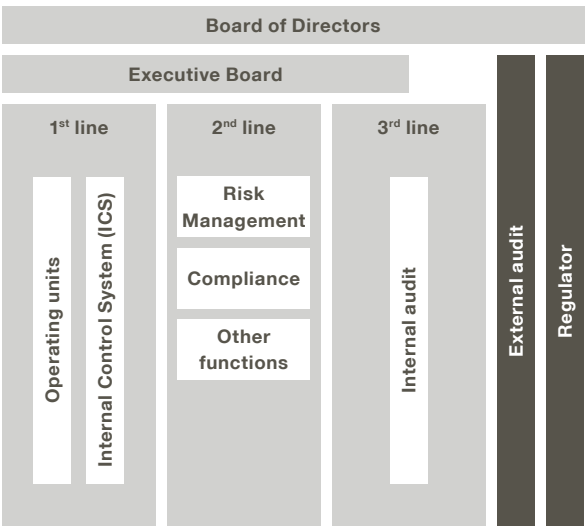 Board of Directors
Executive Board
1st line
2nd line
3rd line
Operating units
Internal Control System (ICS)
Risk
Management
Compliance
Other
functions
Internal audit
External audit
Regulator